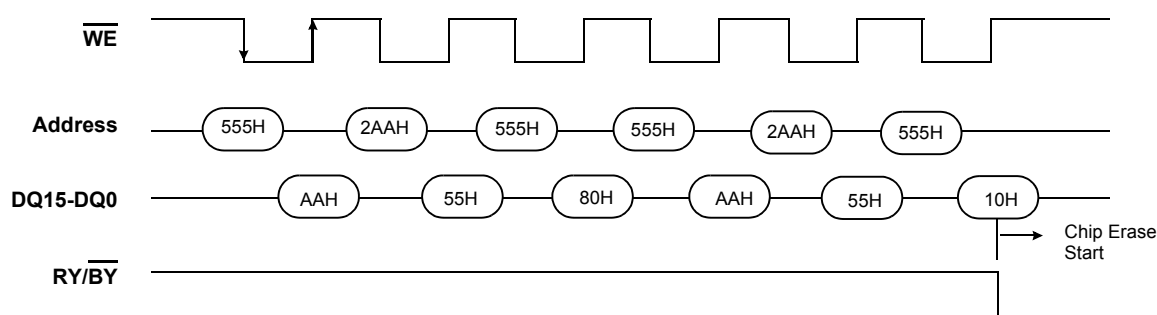 WE
Address 555H 2AAH 555H 555H 2AAH 555H
DQ15-DQ0 AAH 55H 80H AAH 55H 10H
Chip Erase
Start
RY/BY